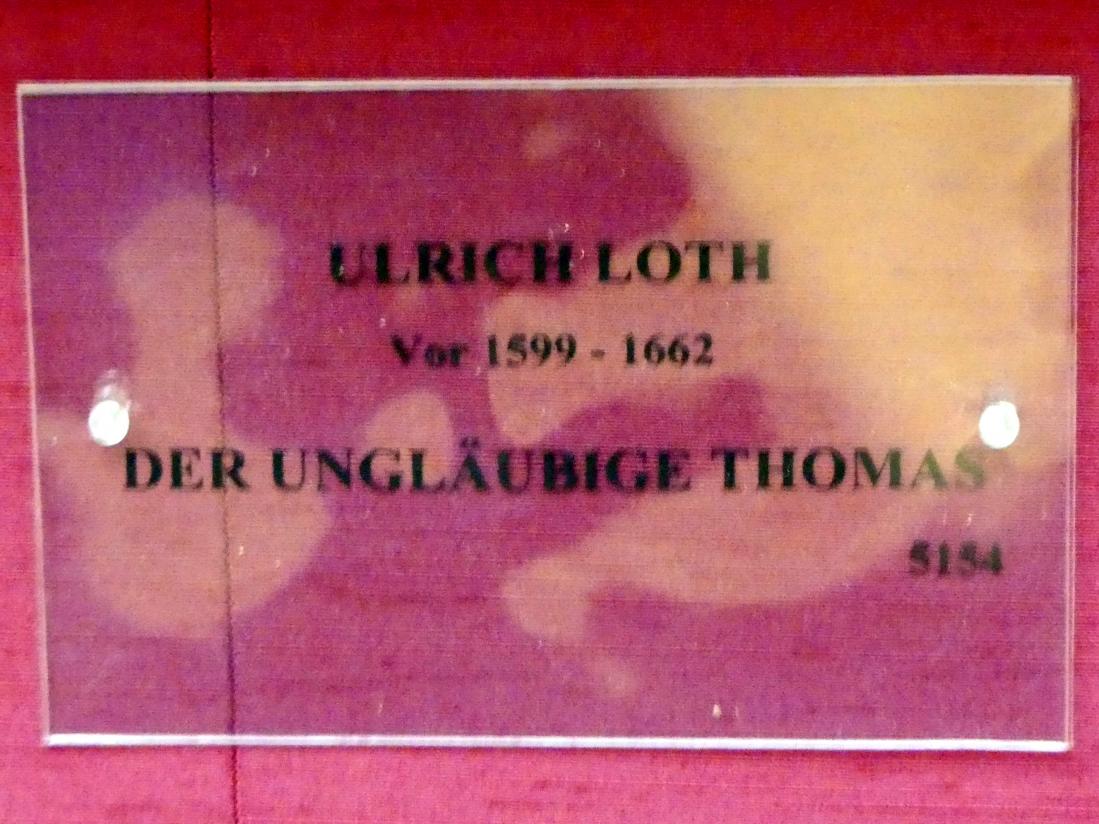 ULRICH LOTH
Vor 1599 - 1662
DER UNGLÄUBIGE THOMAS
5154